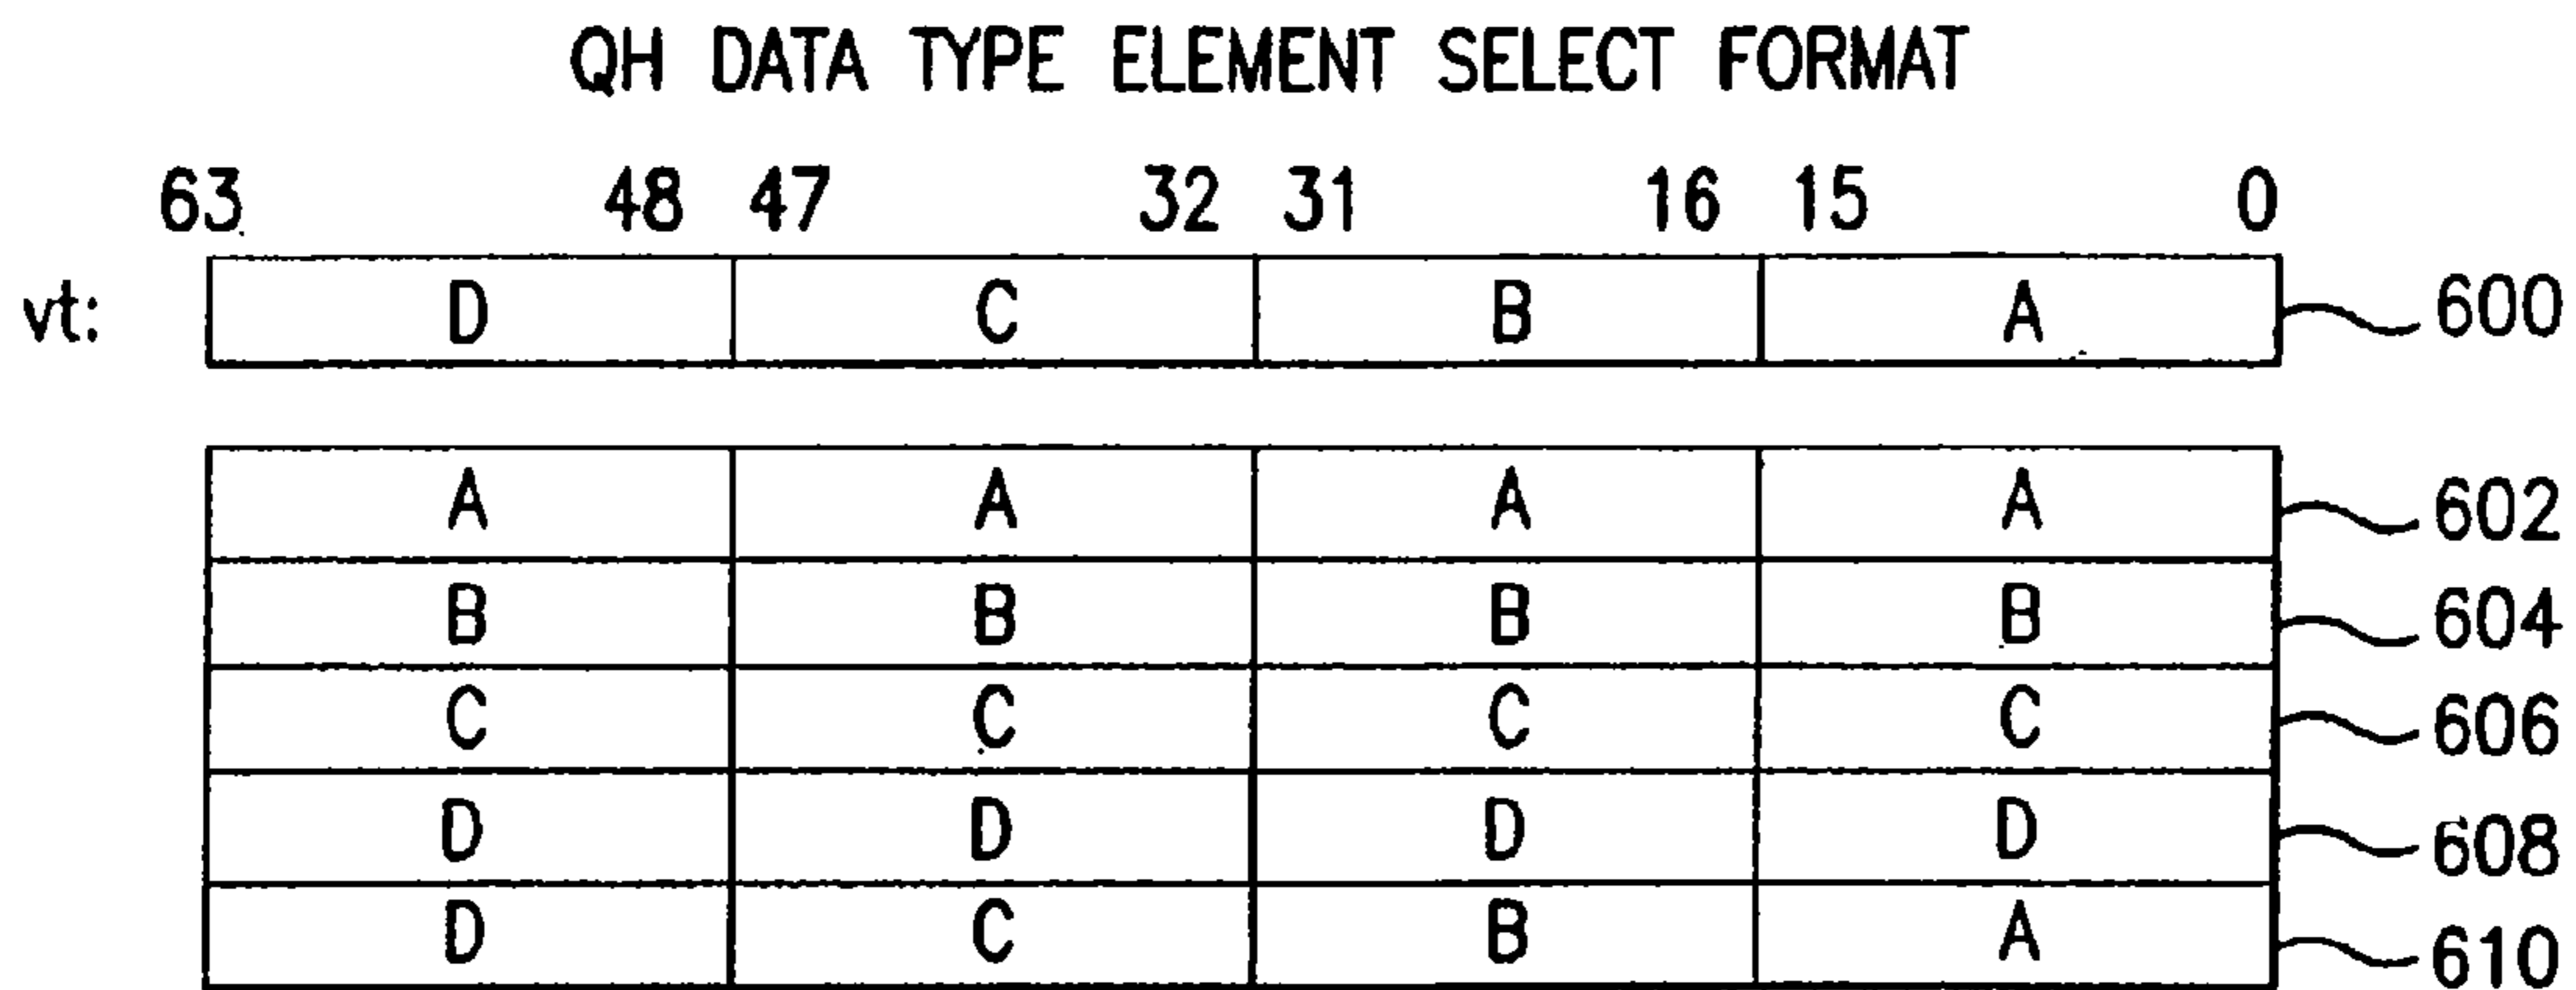 QH DATA TYPE ELEMENT SELECT FORMAT
63 48 47 32 31 16 15 0
vt: D C B A 600
A A A A 602
B B B B 604
C C C C 606
D D D D 608
D C B A 610